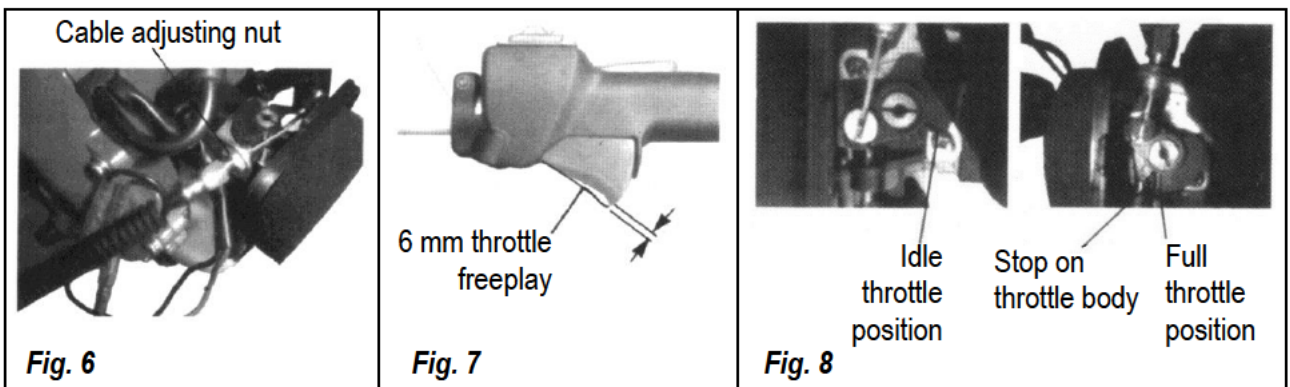 Cable adjusting nut
Fig. 6
6 mm throttle
freeplay
Fig. 7
Idle
throttle
position
Stop on
throttle body
Full
throttle
position
Fig. 8